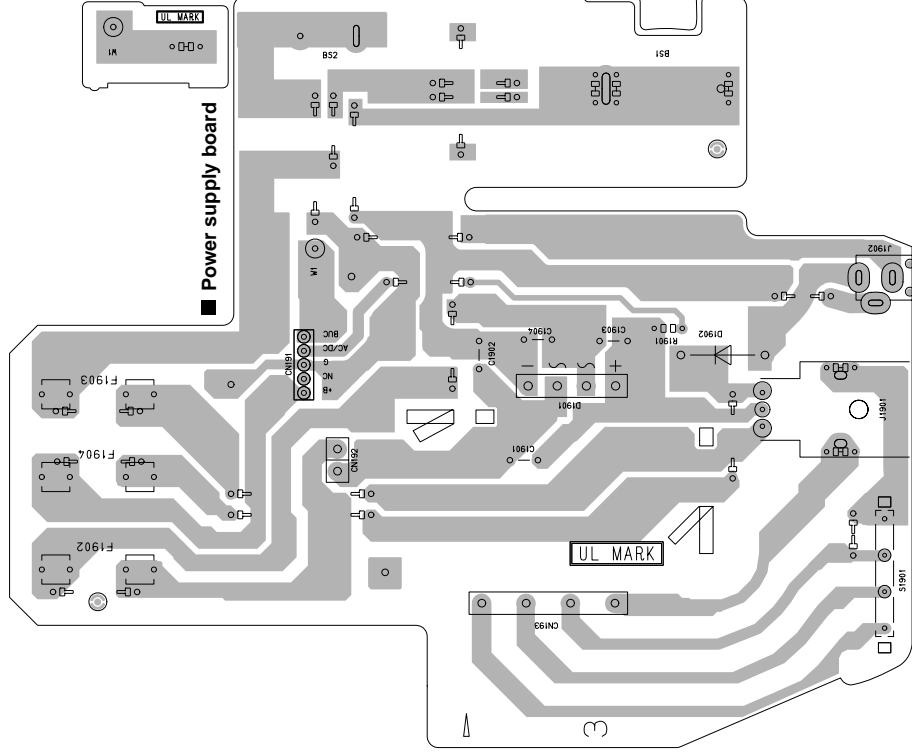 UL MARK
W1
BS2
BS1
■ Power supply board
J1902
W1
BUC
AC/DC
G
NC
+B
CN191
C1904
C1903
R1901
D1902
C1902
F1903
D1901
J1901
F1904
CN192
C1901
F1902
UL MARK
S1901
CN193